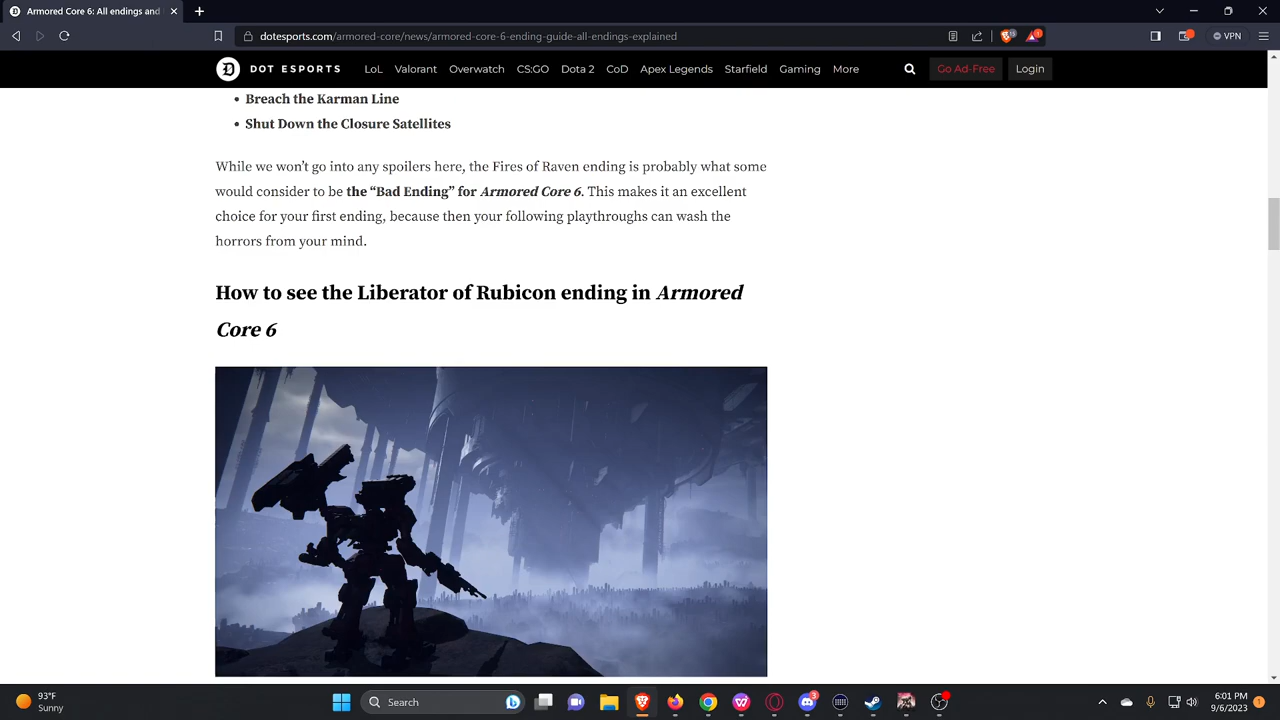 Armored Core 6: All endings and
dotesports.com/armored-core/news/armored-core-6-ending-guide-all-endings-explained
15
1
VPN
DOT ESPORTS
LoL Valorant Overwatch CS:GO Dota 2 CoD Apex Legends Starfield Gaming More
Go Ad-Free
Login
• Breach the Karman Line
• Shut Down the Closure Satellites
While we won’t go into any spoilers here, the Fires of Raven ending is probably what some
would consider to be the “Bad Ending” for Armored Core 6. This makes it an excellent
choice for your first ending, because then your following playthroughs can wash the
horrors from your mind.
How to see the Liberator of Rubicon ending in Armored
Core 6
93°F
Sunny
Search
3
6:01 PM
9/6/2023